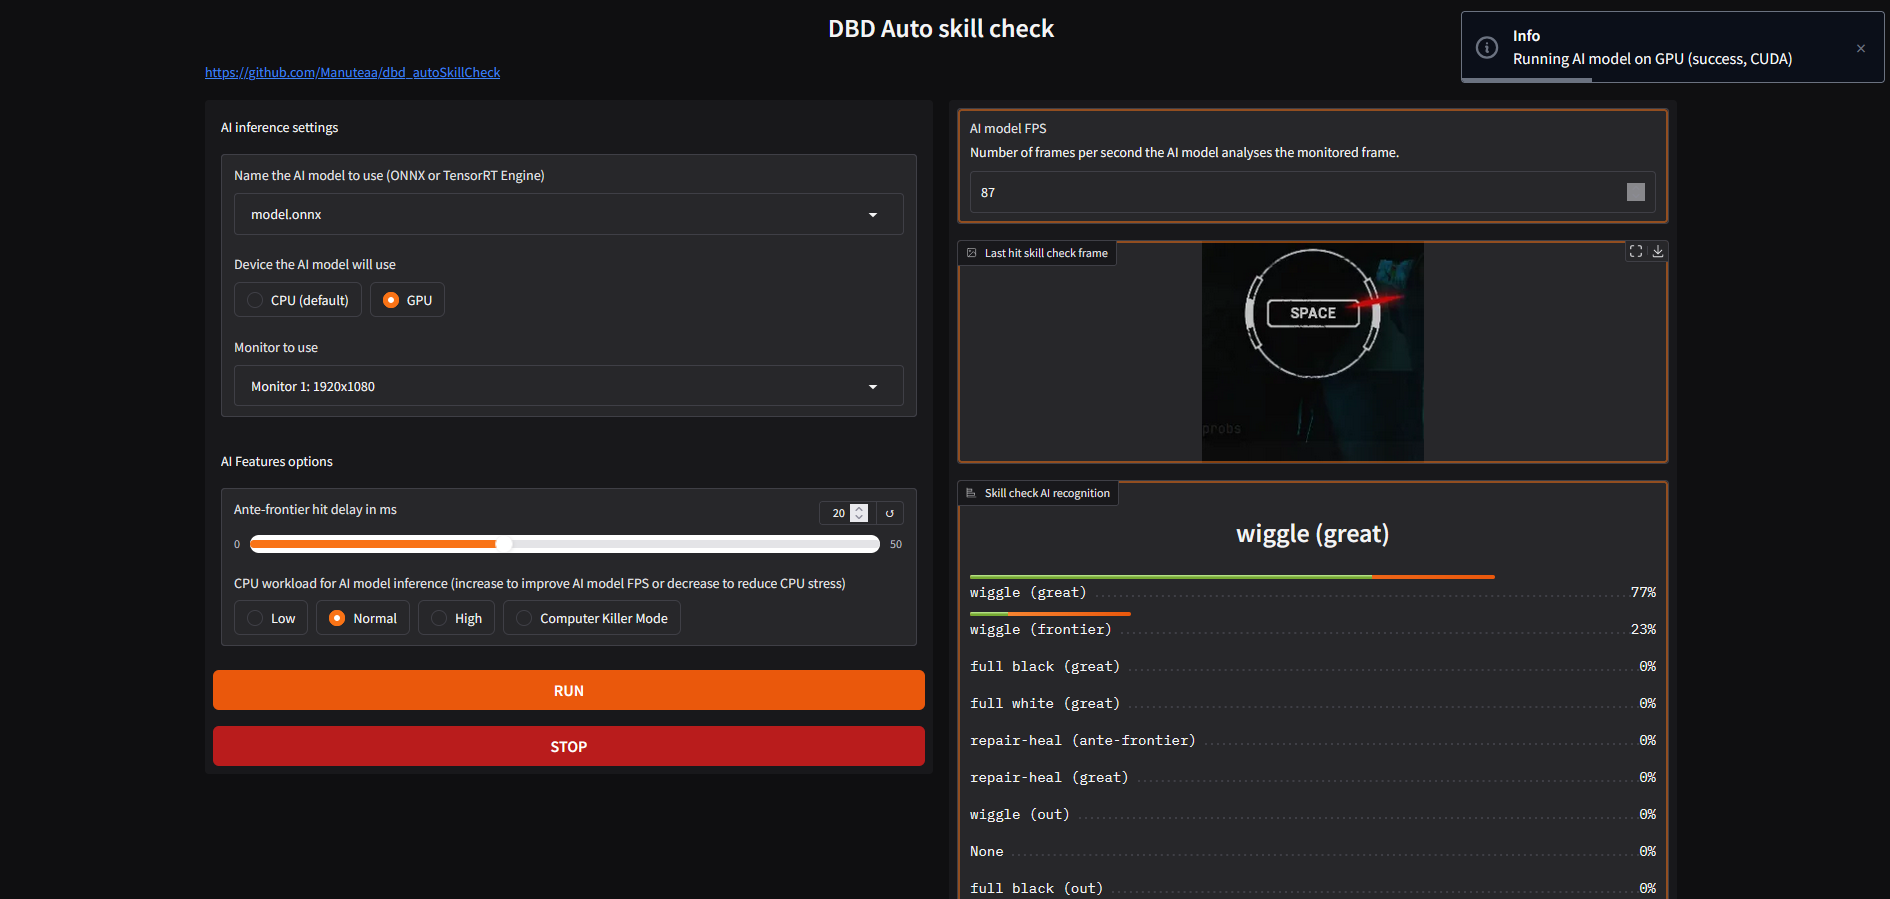 DBD Auto skill check
Info
Running AI model on GPU (success, CUDA)
https://github.com/Manuteaa/dbd_autoSkillCheck
AI inference settings
Name the AI model to use (ONNX or TensorRT Engine)
model.onnx
Device the AI model will use
CPU (default)
GPU
Monitor to use
Monitor 1: 1920x1080
AI Features options
Ante-frontier hit delay in ms
20
0
50
CPU workload for AI model inference (increase to improve AI model FPS or decrease to reduce CPU stress)
Low
Normal
High
Computer Killer Mode
RUN
STOP
AI model FPS
Number of frames per second the AI model analyses the monitored frame.
87
Last hit skill check frame
SPACE
probs
Skill check AI recognition
wiggle (great)
wiggle (great) 77%
wiggle (frontier) 23%
full black (great) 0%
full white (great) 0%
repair-heal (ante-frontier) 0%
repair-heal (great) 0%
wiggle (out) 0%
None 0%
full black (out) 0%